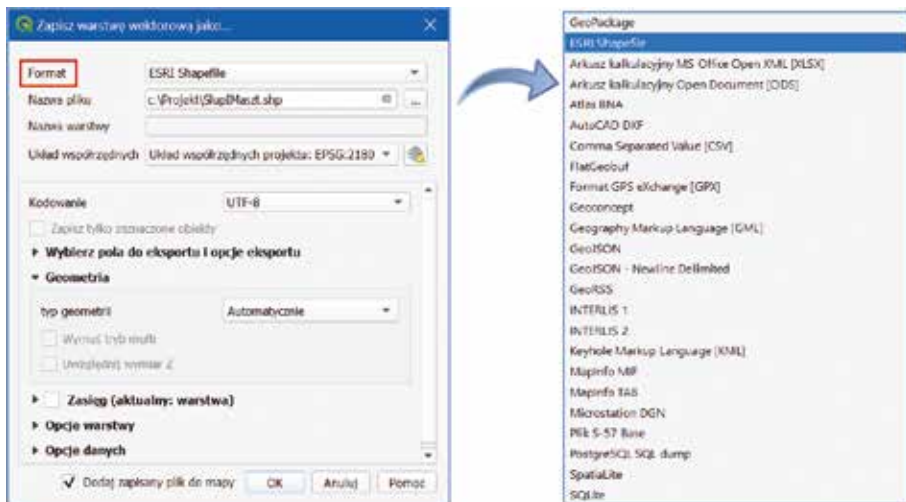 Zapisz warstwę wektorową jako...
Format
ESRI Shapefile
Nazwa pliku
c:\Projekt\SlupIMaszt.shp
Nazwa warstwy
Układ współrzędnych
Układ współrzędnych projektu: EPSG:2180
Kodowanie
UTF-8
Zapisz tylko zaznaczone obiekty
Wybierz pola do eksportu i opcje eksportu
Geometria
typ geometrii
Automatycznie
Wymuś tryb multi
Uwzględnij wymiar Z
Zasięg (aktualny: warstwa)
Opcje warstwy
Opcje danych
Dodaj zapisany plik do mapy
OK
Anuluj
Pomoc
GeoPackage
ESRI Shapefile
Arkusz kalkulacyjny MS Office Open XML [XLSX]
Arkusz kalkulacyjny Open Document [ODS]
Atlas BNA
AutoCAD DXF
Comma Separated Value [CSV]
FlatGeobuf
Format GPS eXchange [GPX]
Geoconcept
Geography Markup Language [GML]
GeoJSON
GeoJSON - Newline Delimited
GeoRSS
INTERLIS 1
INTERLIS 2
Keyhole Markup Language [KML]
Mapinfo MIF
Mapinfo TAB
Microstation DGN
Plik S-57 Base
PostgreSQL SQL dump
SpatiaLite
SQLite